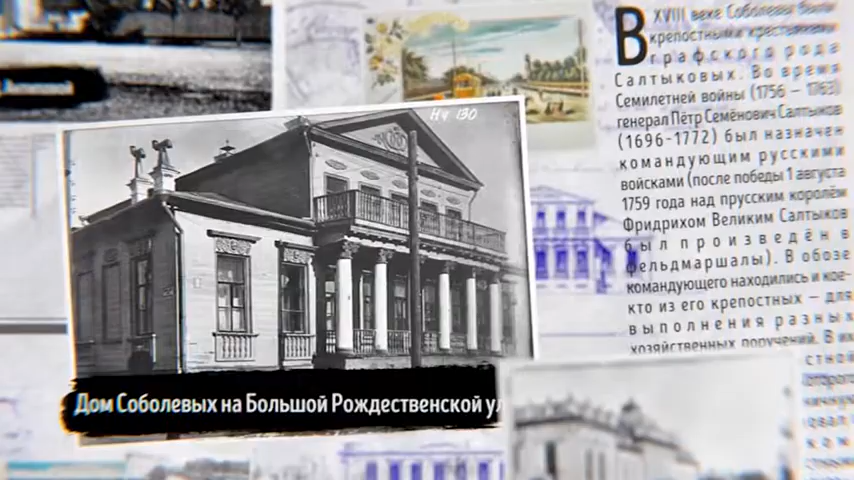 В XVIII веке Соболевы были
крепостными крестьянами
графского рода
Салтыковых. Во время
Семилетней войны (1756 – 1763)
генерал Пётр Семёнович Салтыков
(1696-1772) был назначен
командующим русскими
войсками (после победы 1 августа
1759 года над прусским королём
Фридрихом Великим Салтыков
был произведён в
фельдмаршалы). В обозе
командующего находились и кое-
кто из его крепостных – для
выполнения разных
хозяйственных поручений. В их
Нч 130
Дом Соболевых на Большой Рождественской ул